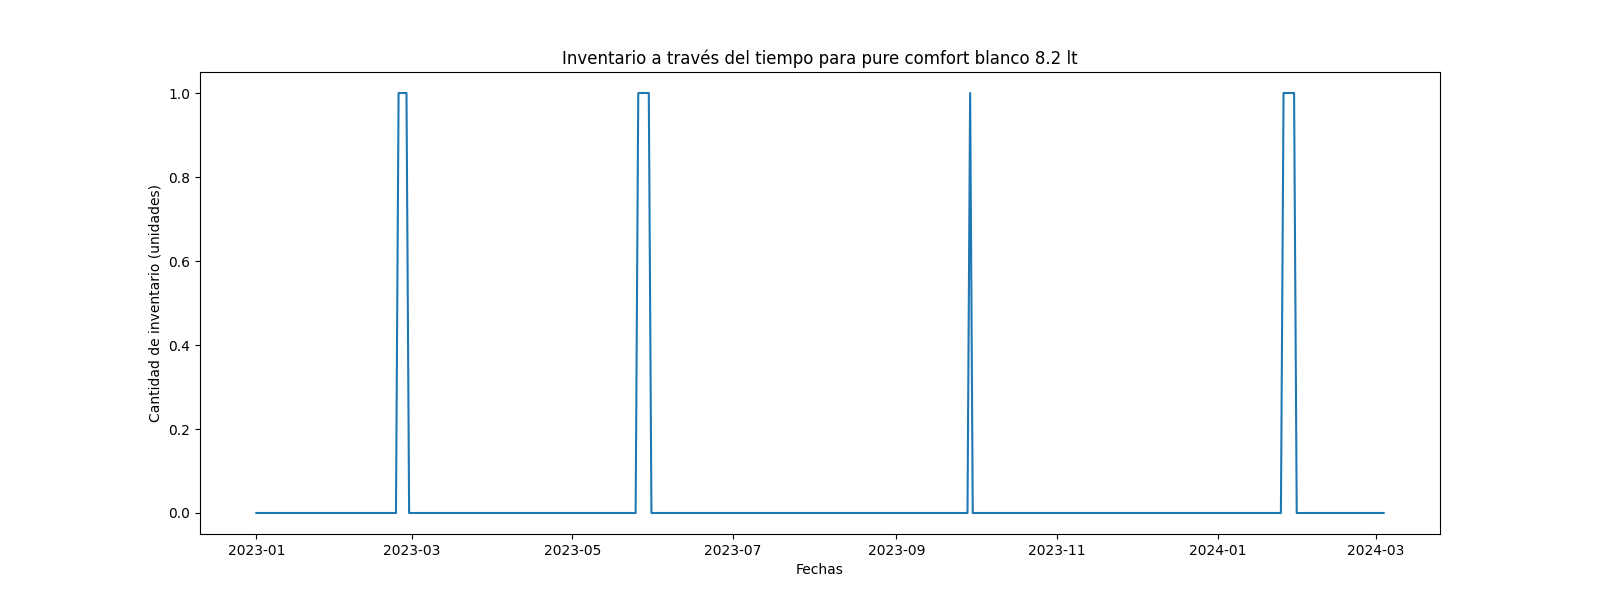 Inventario a través del tiempo para pure comfort blanco 8.2 lt
Cantidad de inventario (unidades)
1.0
0.8
0.6
0.4
0.2
0.0
2023-01 2023-03 2023-05 2023-07 2023-09 2023-11 2024-01 2024-03
Fechas